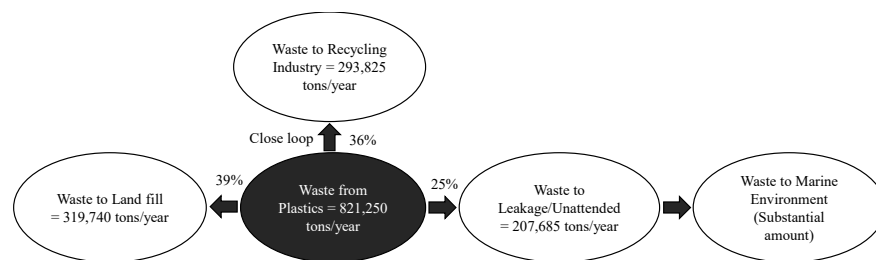 Waste to Recycling
Industry = 293,825
tons/year
Close loop
36%
39%
25%
Waste to Land fill
= 319,740 tons/year
Waste from
Plastics = 821,250
tons/year
Waste to
Leakage/Unattended
= 207,685 tons/year
Waste to Marine
Environment
(Substantial
amount)